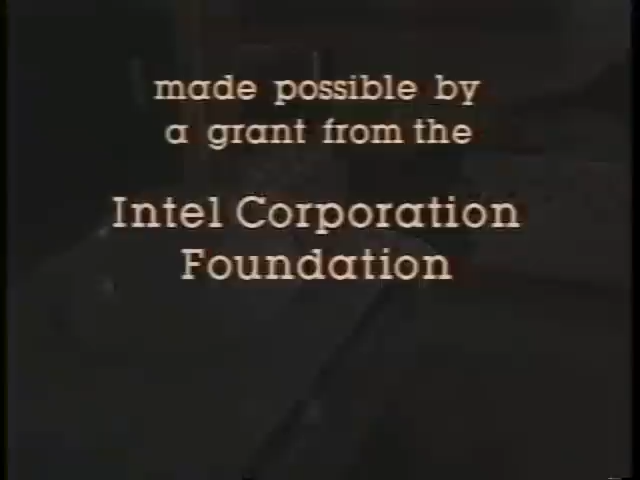 made possible by
a grant from the
Intel Corporation
Foundation